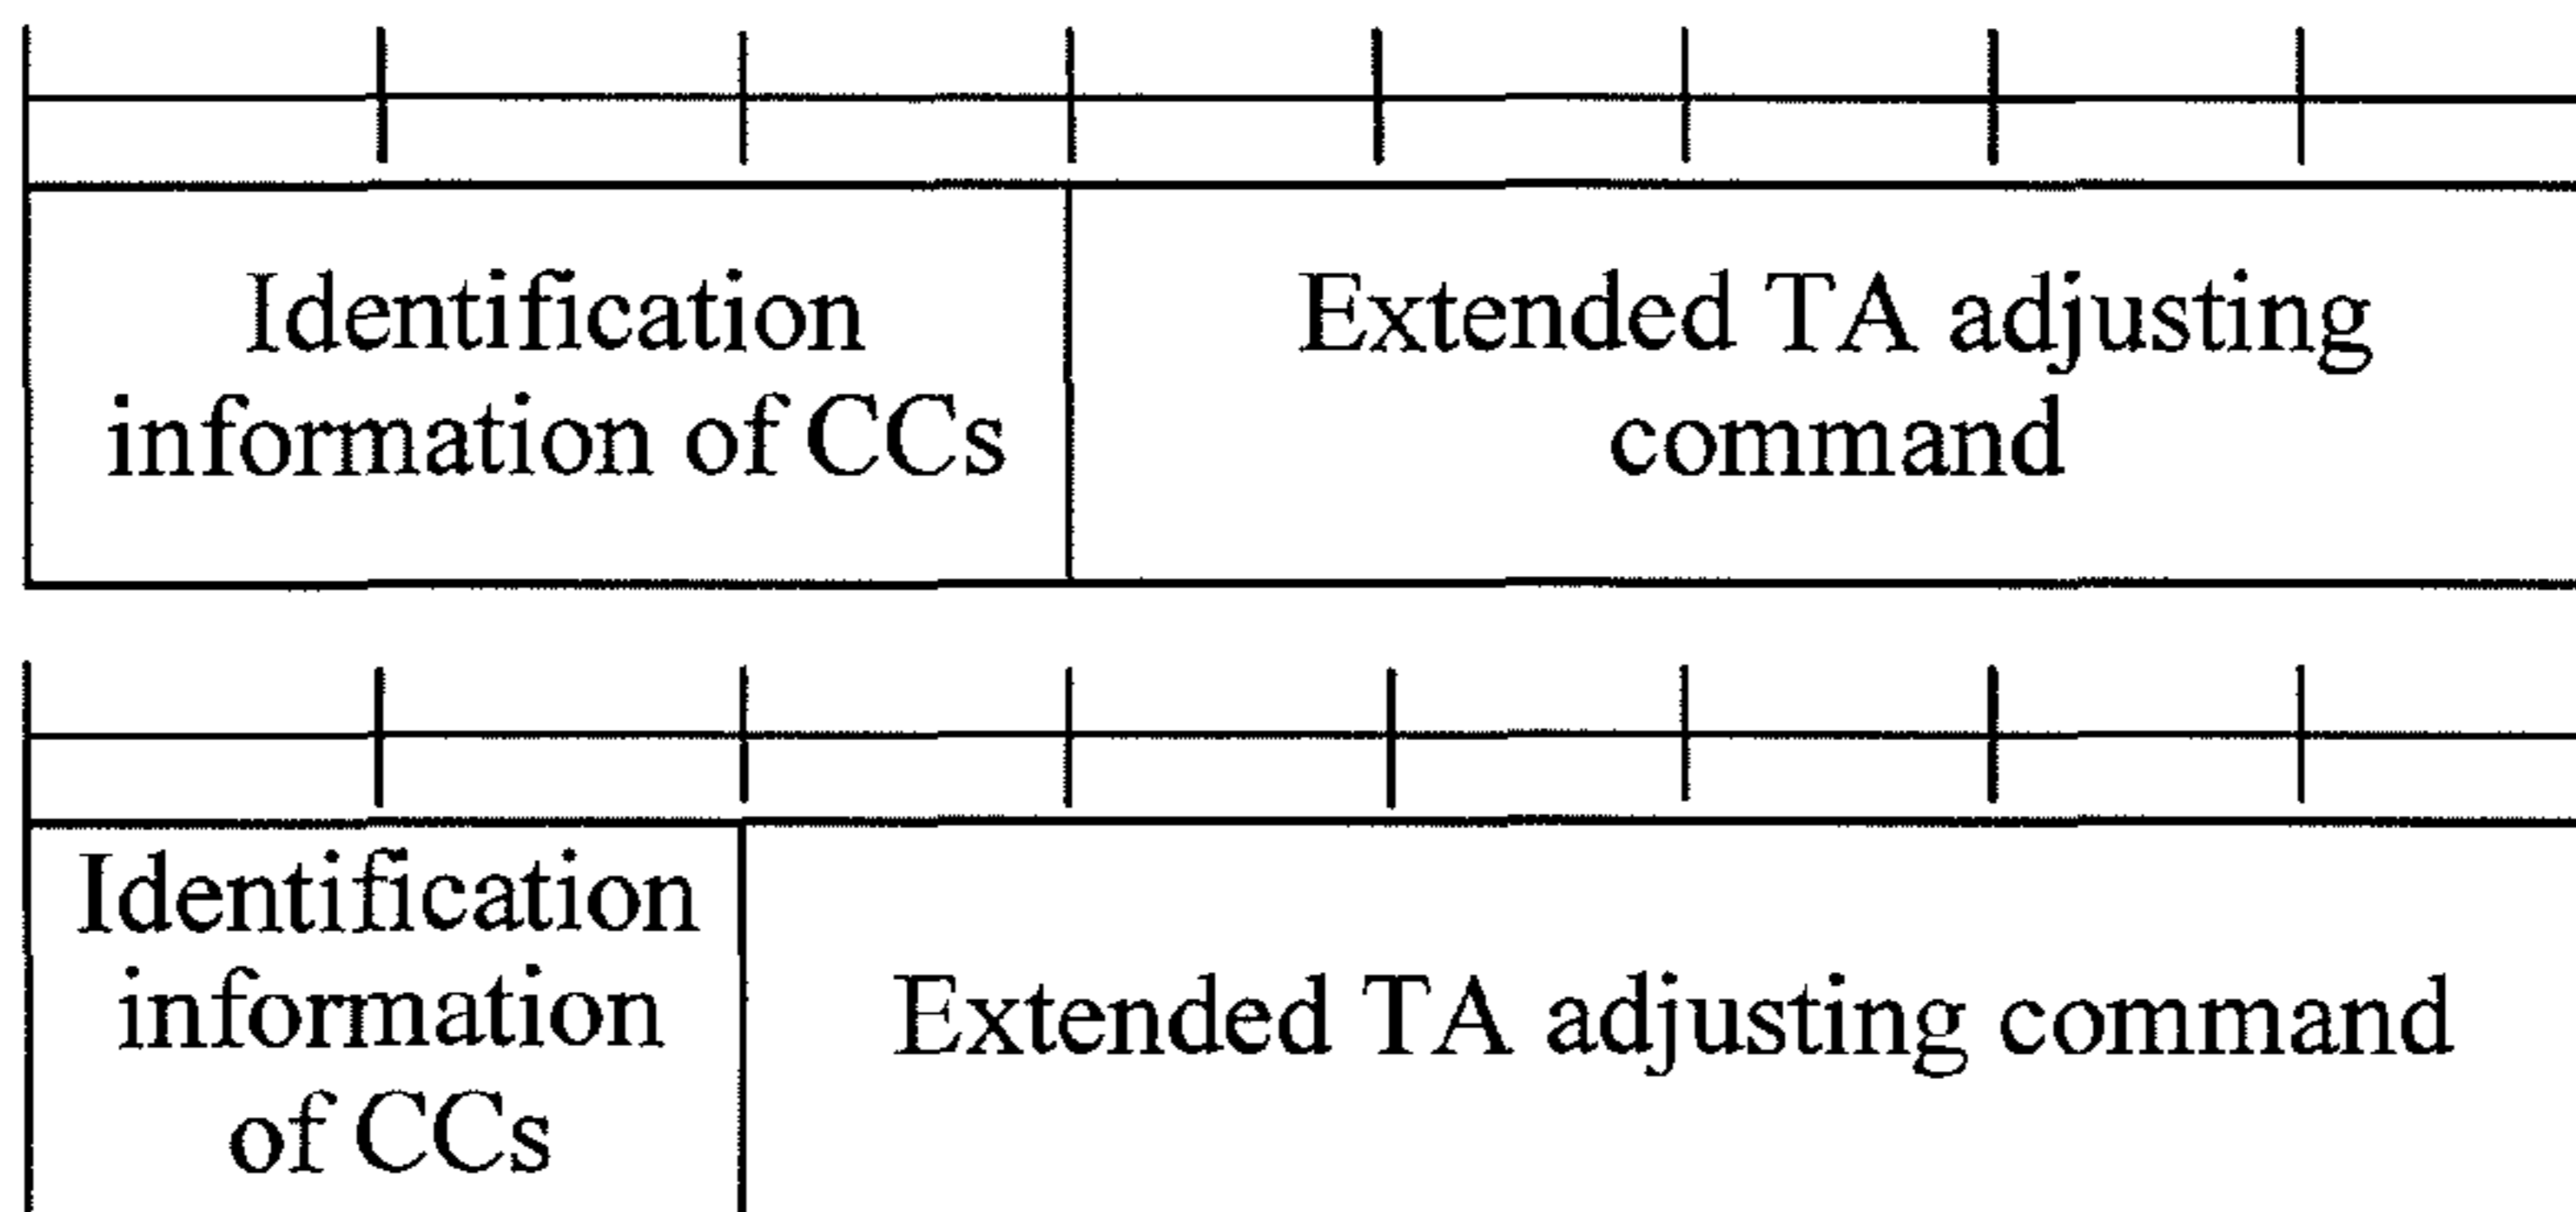 Identification
information of CCs
Extended TA adjusting
command
Identification
information
of CCs
Extended TA adjusting command